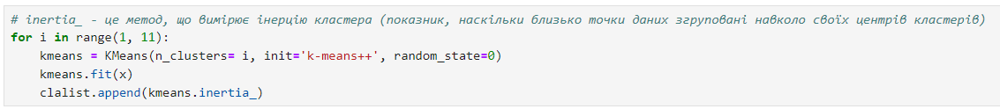 # inertia_ - це метод, що вимірює інерцію кластера (показник, наскільки близько точки даних згруповані навколо своїх центрів кластерів)
for i in range(1, 11):
    kmeans = KMeans(n_clusters= i, init='k-means++', random_state=0)
    kmeans.fit(x)
    clalist.append(kmeans.inertia_)